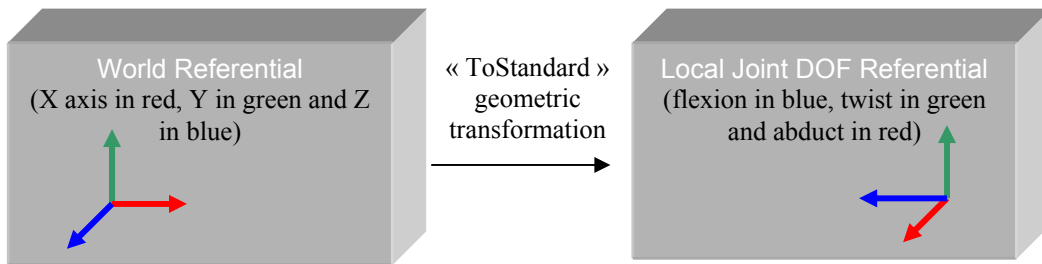 World Referential
(X axis in red, Y in green and Z
in blue)
« ToStandard »
geometric
transformation
Local Joint DOF Referential
(flexion in blue, twist in green
and abduct in red)